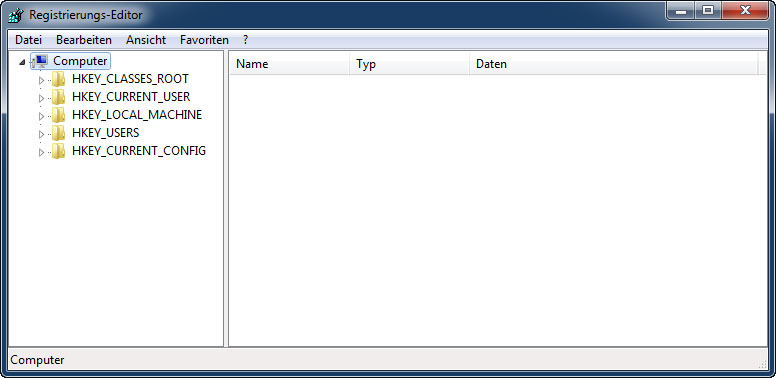 Registrierungs-Editor
Datei Bearbeiten Ansicht Favoriten ?
Computer
HKEY_CLASSES_ROOT
HKEY_CURRENT_USER
HKEY_LOCAL_MACHINE
HKEY_USERS
HKEY_CURRENT_CONFIG
Name Typ Daten
Computer